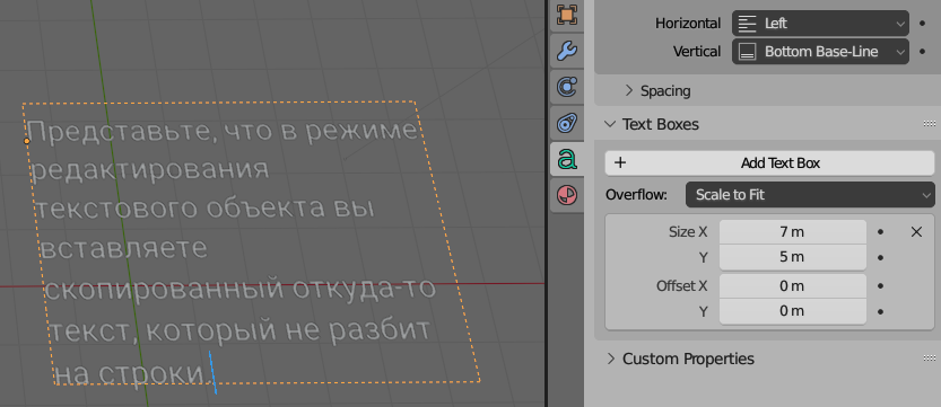 Представьте, что в режиме
редактирования
текстового объекта вы
вставляете
скопированный откуда-то
текст, который не разбит
на строки.
Horizontal Left
Vertical Bottom Base-Line
Spacing
Text Boxes
+ Add Text Box
Overflow: Scale to Fit
Size X 7 m
Y 5 m
Offset X 0 m
Y 0 m
Custom Properties